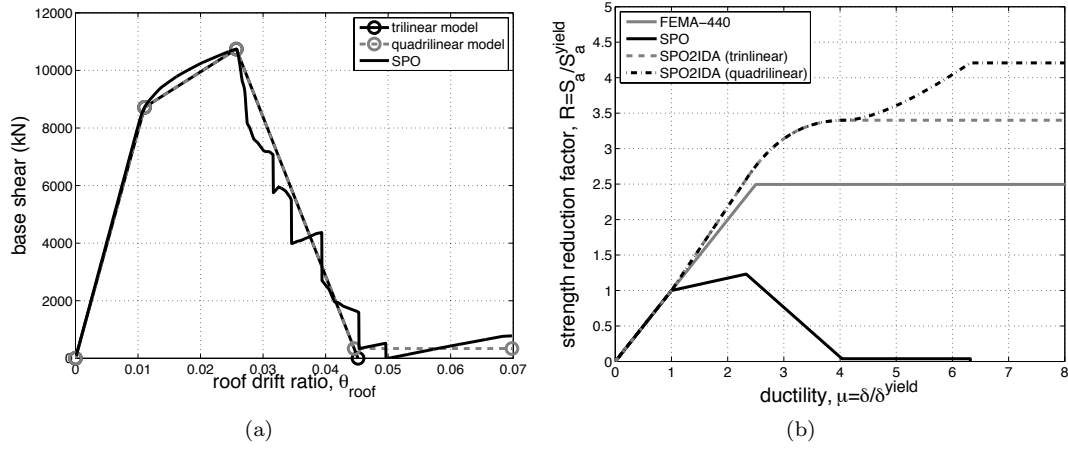 12000
10000
8000
6000
4000
2000
0
base shear (kN)
trilinear model
quadrilinear model
SPO
0 0.01 0.02 0.03 0.04 0.05 0.06 0.07
roof drift ratio, θroof
(a)
5
4.5
4
3.5
3
2.5
2
1.5
1
0.5
0
strength reduction factor, R=Sa/Sa^yield
FEMA−440
SPO
SPO2IDA (trinlinear)
SPO2IDA (quadrilinear)
0 1 2 3 4 5 6 7 8
ductility, μ=δ/δ^yield
(b)